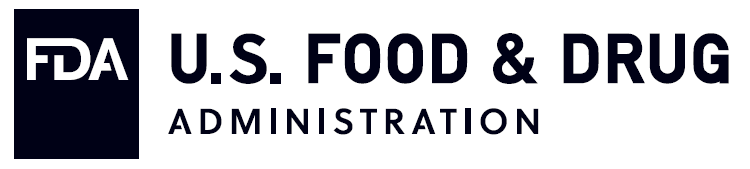 FDA
U.S. FOOD & DRUG
ADMINISTRATION